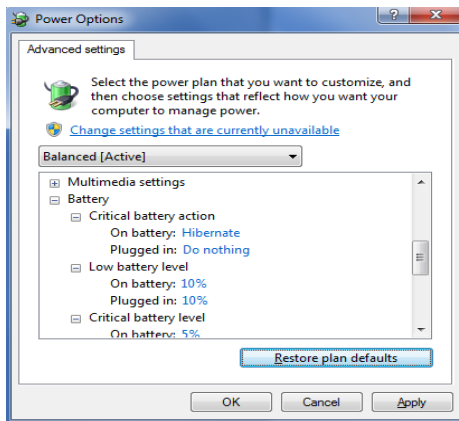 Power Options
Advanced settings
Select the power plan that you want to customize, and
then choose settings that reflect how you want your
computer to manage power.
Change settings that are currently unavailable
Balanced [Active]
Multimedia settings
Battery
Critical battery action
On battery: Hibernate
Plugged in: Do nothing
Low battery level
On battery: 10%
Plugged in: 10%
Critical battery level
On battery: 5%
Restore plan defaults
OK Cancel Apply